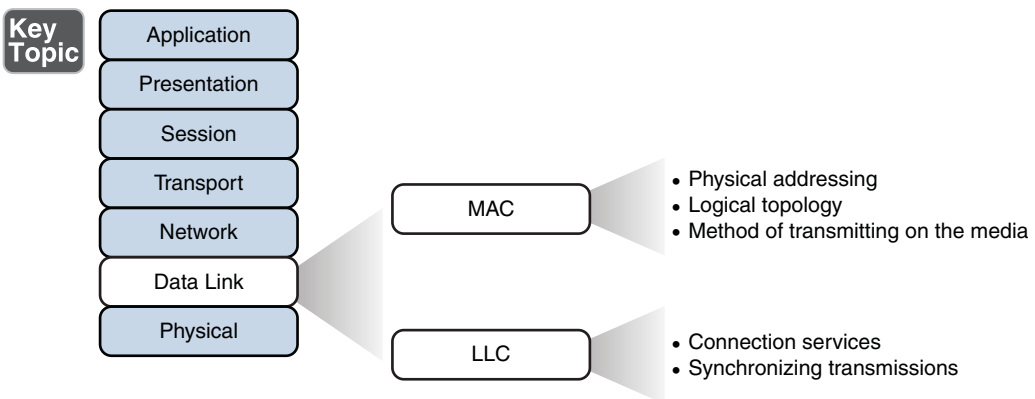 Key
Topic
Application
Presentation
Session
Transport
Network
Data Link
Physical
MAC
• Physical addressing
• Logical topology
• Method of transmitting on the media
LLC
• Connection services
• Synchronizing transmissions